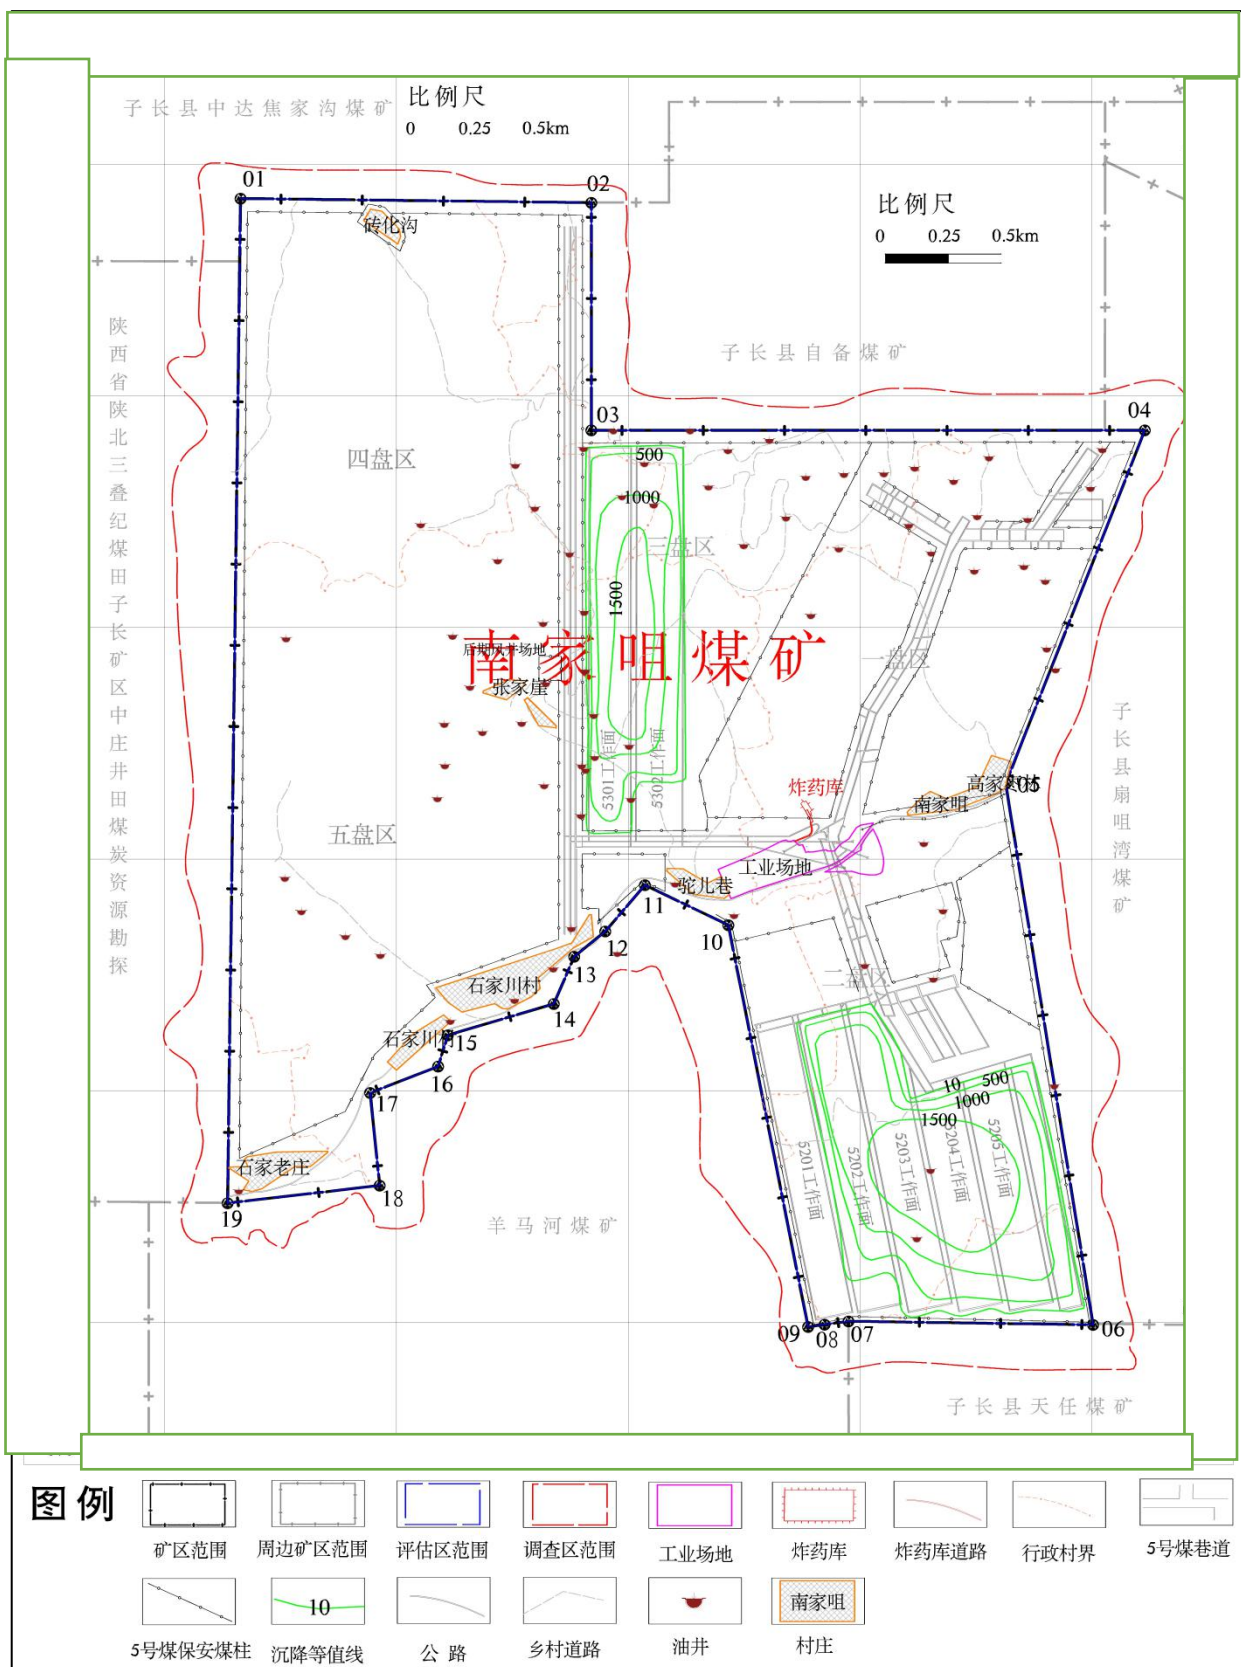 子长县中达焦家沟煤矿
比例尺
0 0.25 0.5km
01
02
比例尺
0 0.25 0.5km
砖化沟
陕西省陕北三叠纪煤田子长矿区中庄井田煤炭资源勘探
子长县自备煤矿
03
04
四盘区
500
1000
三盘区
1500
南家咀煤矿
后期风井场地
一盘区
张家崖
子长县扇咀湾煤矿
5301工作面
5302工作面
炸药库
05
南家咀
五盘区
工业场地
驼儿巷
11
10
12
13
二盘区
石家川村
14
石家川村
15
16
17
10
500
1000
1500
5201工作面
5202工作面
5203工作面
5204工作面
5205工作面
石家老庄
18
19
羊马河煤矿
09
08
07
06
子长县天任煤矿
图例
矿区范围
周边矿区范围
评估区范围
调查区范围
工业场地
炸药库
炸药库道路
行政村界
5号煤巷道
10
南家咀
5号煤保安煤柱
沉降等值线
公路
乡村道路
油井
村庄